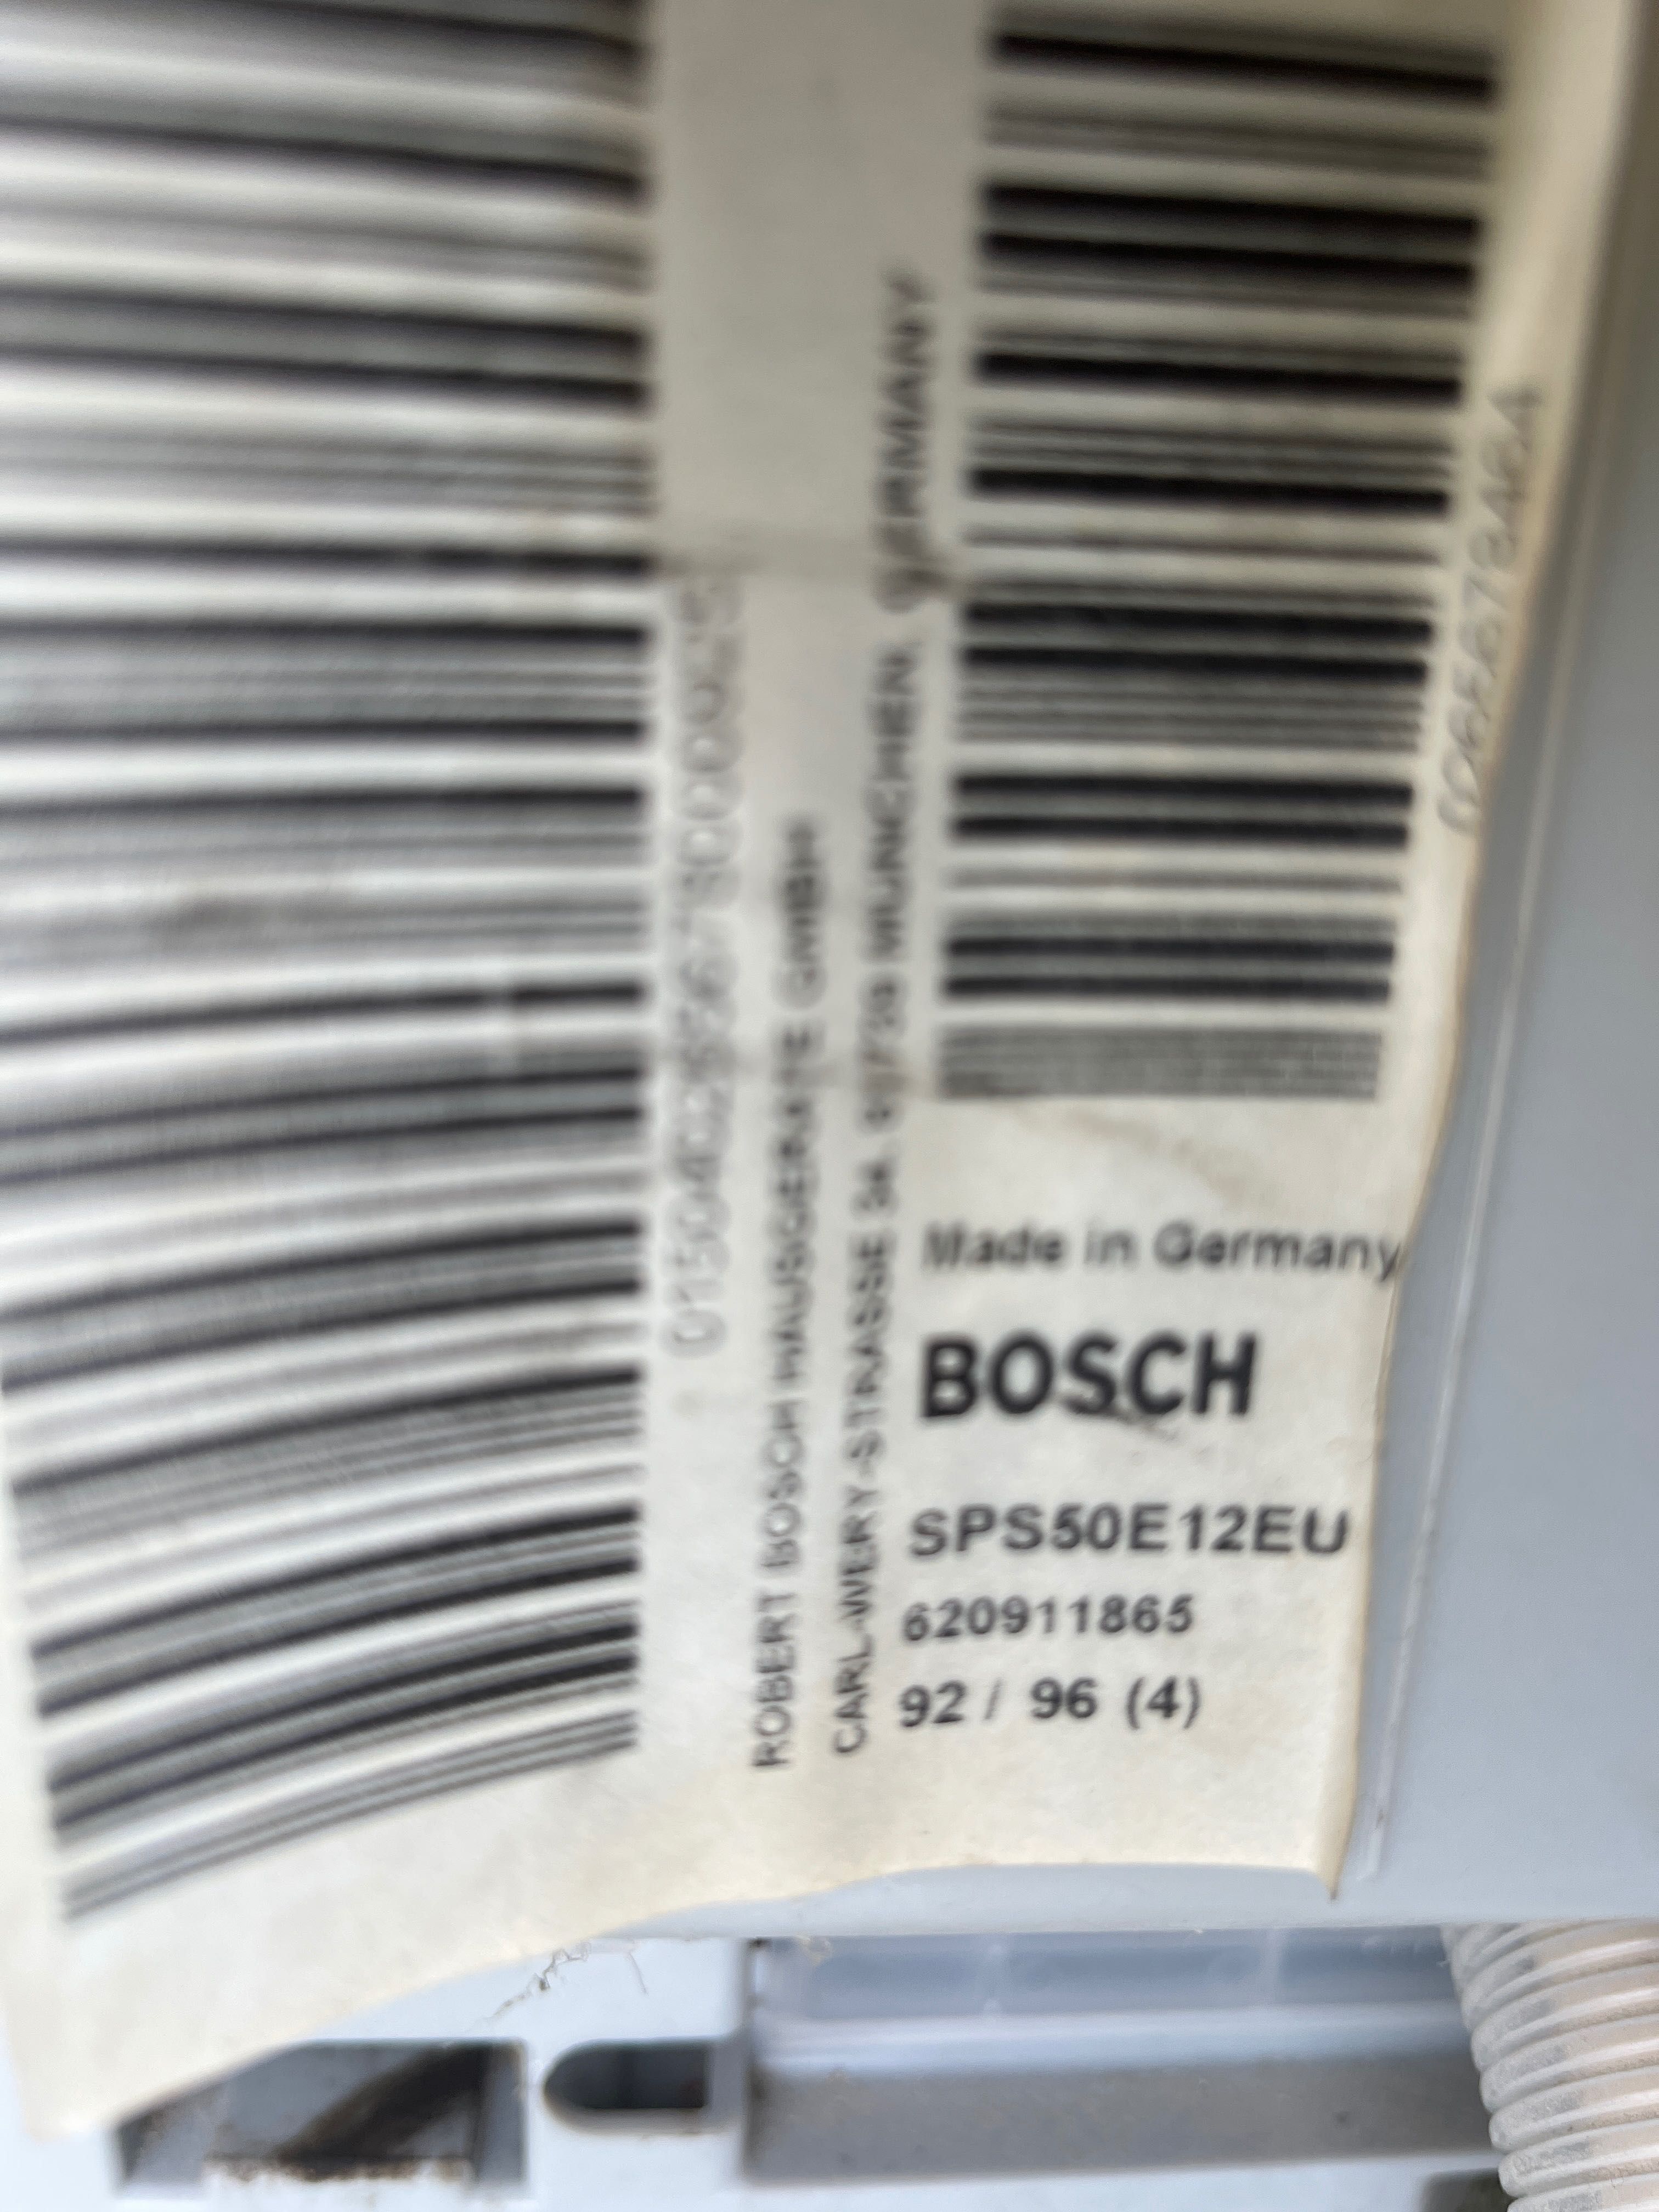 Made in Germany
BOSCH
SPS50E12EU
620911865
92 / 96 (4)
ROBERT BOSCH HAUSGERÄTE GMBH
CARL-WERY-STRASSE 34, 81739 MÜNCHEN, GERMANY